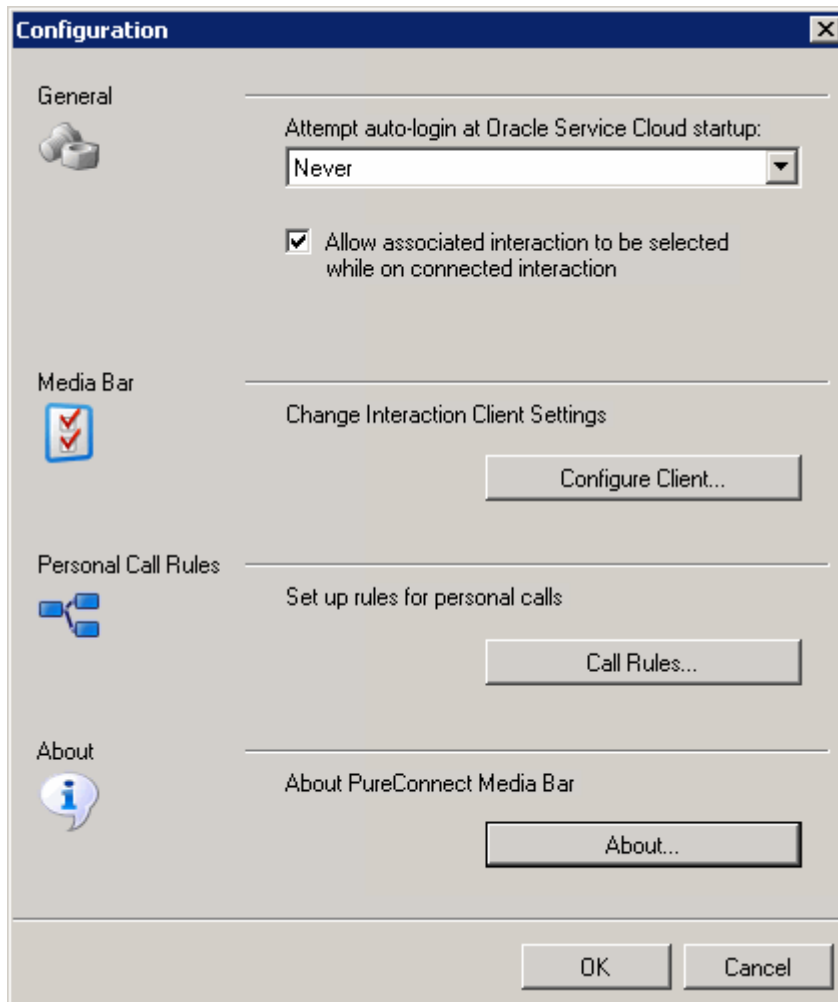 Configuration
General
Attempt auto-login at Oracle Service Cloud startup:
Never
Allow associated interaction to be selected
while on connected interaction
Media Bar
Change Interaction Client Settings
Configure Client...
Personal Call Rules
Set up rules for personal calls
Call Rules...
About
About PureConnect Media Bar
About...
OK
Cancel